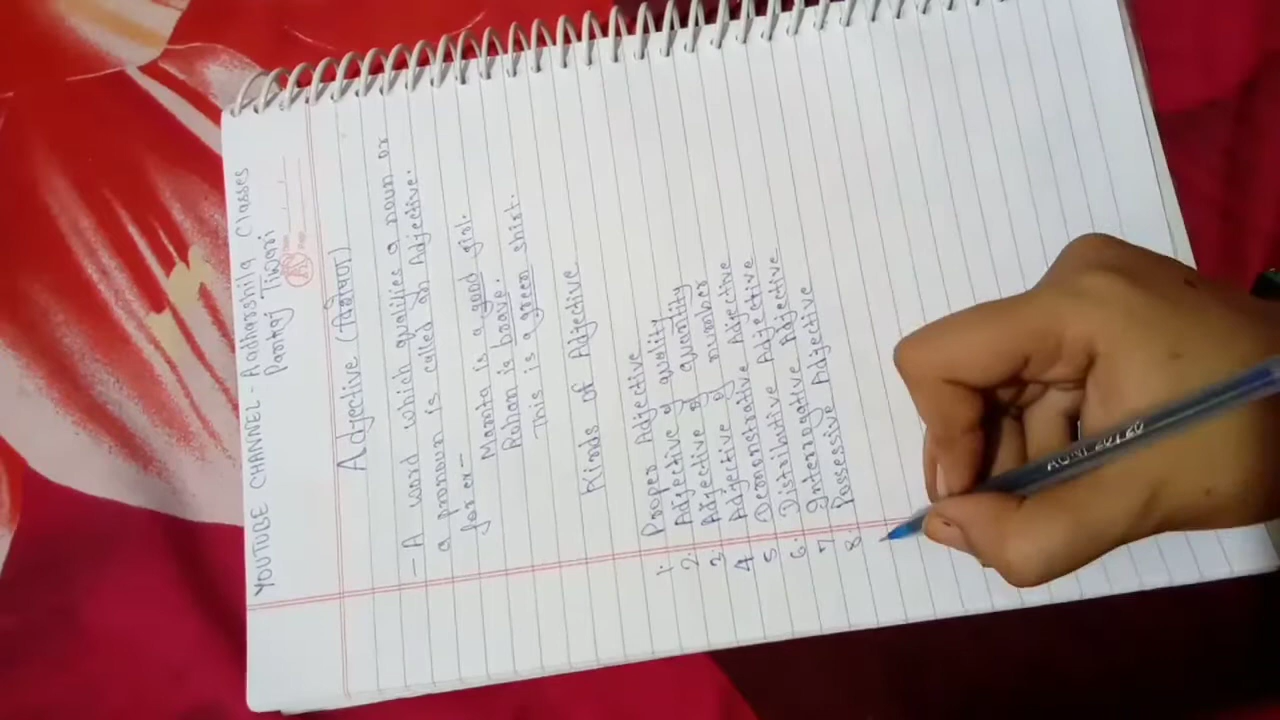 YOUTUBE CHANNEL - Aadharshila Classes
Pankaj Tiwari
Adjective (विशेषण)
- A word which qualifies a noun or
a pronoun is called an Adjective.
for ex-
Mamta is a good girl.
Rihan is brave.
This is a green shirt.
Kinds of Adjective
1. Proper Adjective
2. Adjective of quality
3. Adjective of quantity
4. Adjective of number
5. Demonstrative Adjective
6. Distributive Adjective
7. Interrogative Adjective
8. Possessive Adjective